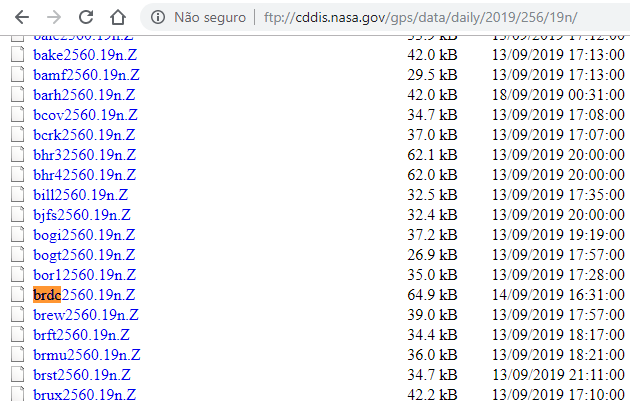 Não seguro | ftp://cddis.nasa.gov/gps/data/daily/2019/256/19n/
baie2560.19n.Z 33.9 kB 13/09/2019 17:12:00
bake2560.19n.Z 42.0 kB 13/09/2019 17:13:00
bamf2560.19n.Z 29.5 kB 13/09/2019 17:13:00
barh2560.19n.Z 42.0 kB 18/09/2019 00:31:00
bcov2560.19n.Z 34.7 kB 13/09/2019 17:08:00
bcrk2560.19n.Z 37.0 kB 13/09/2019 17:07:00
bhr32560.19n.Z 62.1 kB 13/09/2019 20:00:00
bhr42560.19n.Z 62.0 kB 13/09/2019 20:00:00
bill2560.19n.Z 32.5 kB 13/09/2019 17:35:00
bjfs2560.19n.Z 32.4 kB 13/09/2019 20:00:00
bogi2560.19n.Z 37.2 kB 13/09/2019 19:19:00
bogt2560.19n.Z 26.9 kB 13/09/2019 17:57:00
bor12560.19n.Z 35.0 kB 13/09/2019 17:28:00
brdc2560.19n.Z 64.9 kB 14/09/2019 16:31:00
brew2560.19n.Z 39.0 kB 13/09/2019 17:57:00
brft2560.19n.Z 34.4 kB 13/09/2019 18:17:00
brmu2560.19n.Z 36.0 kB 13/09/2019 18:21:00
brst2560.19n.Z 34.7 kB 13/09/2019 21:11:00
brux2560.19n.Z 42.2 kB 13/09/2019 17:10:00